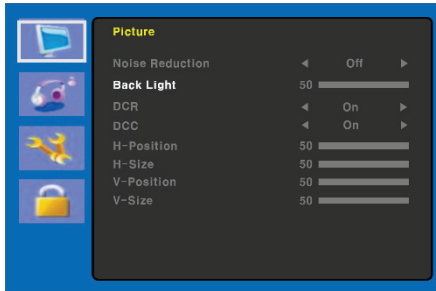 Picture
Noise Reduction ◀ Off ▶
Back Light 50
DCR ◀ On ▶
DCC ◀ On ▶
H-Position 50
H-Size 50
V-Position 50
V-Size 50